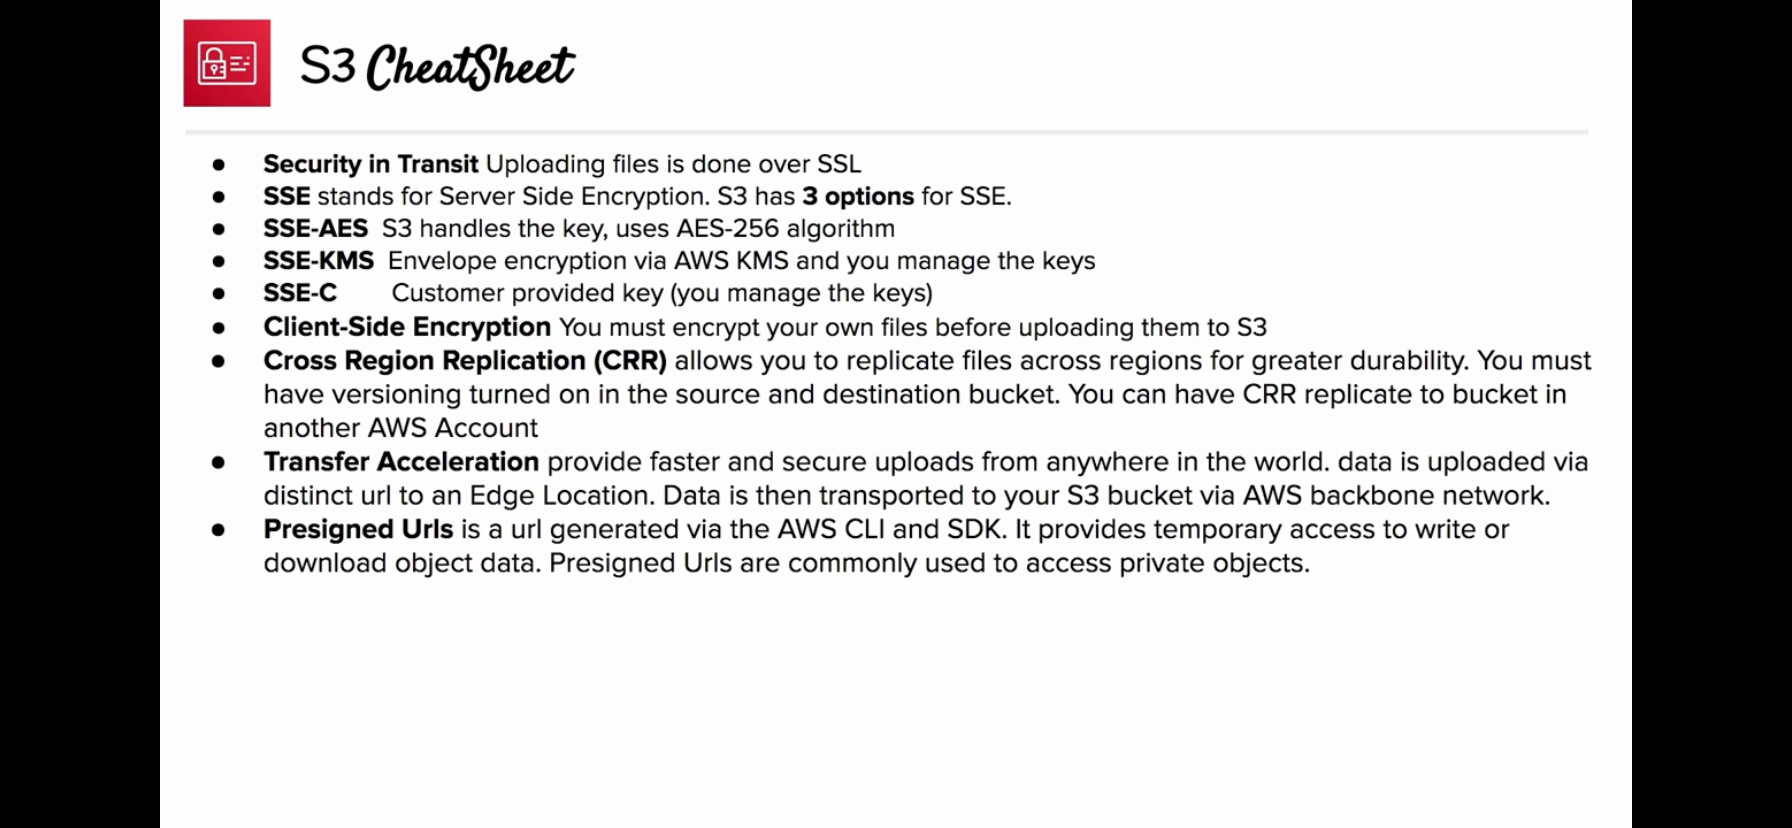 S3 CheatSheet
● Security in Transit Uploading files is done over SSL
● SSE stands for Server Side Encryption. S3 has 3 options for SSE.
● SSE-AES S3 handles the key, uses AES-256 algorithm
● SSE-KMS Envelope encryption via AWS KMS and you manage the keys
● SSE-C Customer provided key (you manage the keys)
● Client-Side Encryption You must encrypt your own files before uploading them to S3
● Cross Region Replication (CRR) allows you to replicate files across regions for greater durability. You must
have versioning turned on in the source and destination bucket. You can have CRR replicate to bucket in
another AWS Account
● Transfer Acceleration provide faster and secure uploads from anywhere in the world. data is uploaded via
distinct url to an Edge Location. Data is then transported to your S3 bucket via AWS backbone network.
● Presigned Urls is a url generated via the AWS CLI and SDK. It provides temporary access to write or
download object data. Presigned Urls are commonly used to access private objects.